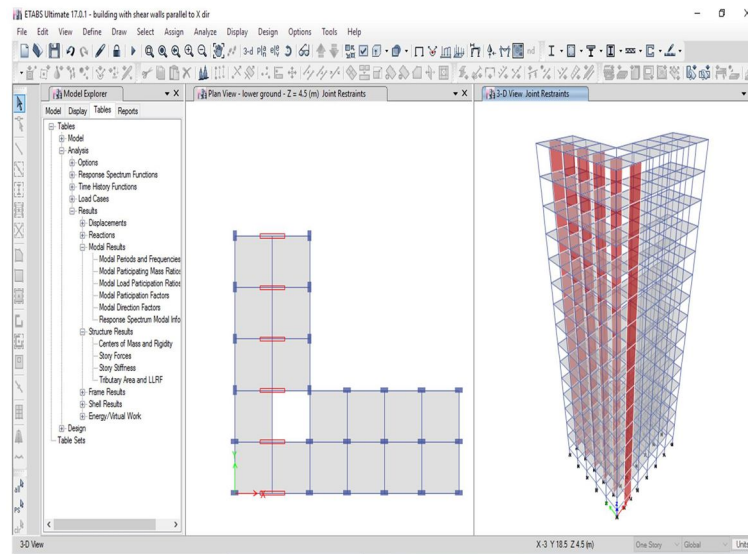 ETABS Ultimate 17.0.1 - building with shear walls parallel to X dir
File Edit View Define Draw Select Assign Analyze Display Design Options Tools Help
3-d
Model Explorer
Model Display Tables Reports
Tables
Model
Analysis
Options
Response Spectrum Functions
Time History Functions
Load Cases
Results
Displacements
Reactions
Modal Results
Modal Periods and Frequencies
Modal Participating Mass Ratios
Modal Load Participation Ratios
Modal Participation Factors
Modal Direction Factors
Response Spectrum Modal Info
Structure Results
Centers of Mass and Rigidity
Story Forces
Story Stiffness
Tributary Area and LLRF
Frame Results
Shell Results
Energy/Virtual Work
Design
Table Sets
Plan View - lower ground - Z = 4.5 (m) Joint Restraints
Y
X
3-D View Joint Restraints
3-D View
X -3 Y 18.5 Z 4.5 (m)
One Story
Global
Units